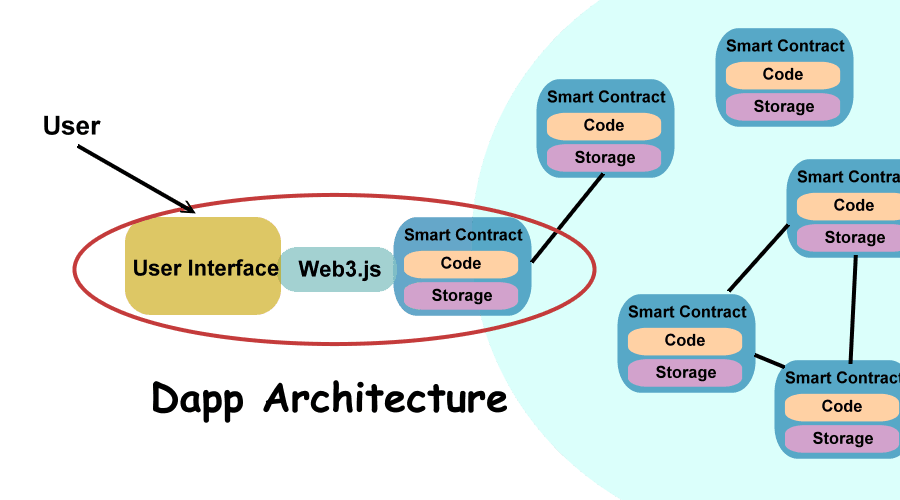 User
User Interface
Web3.js
Smart Contract
Code
Storage
Dapp Architecture
Smart Contract
Code
Storage
Smart Contract
Code
Storage
Smart Contra
Code
Storage
Smart Contract
Code
Storage
Smart Contract
Code
Storage